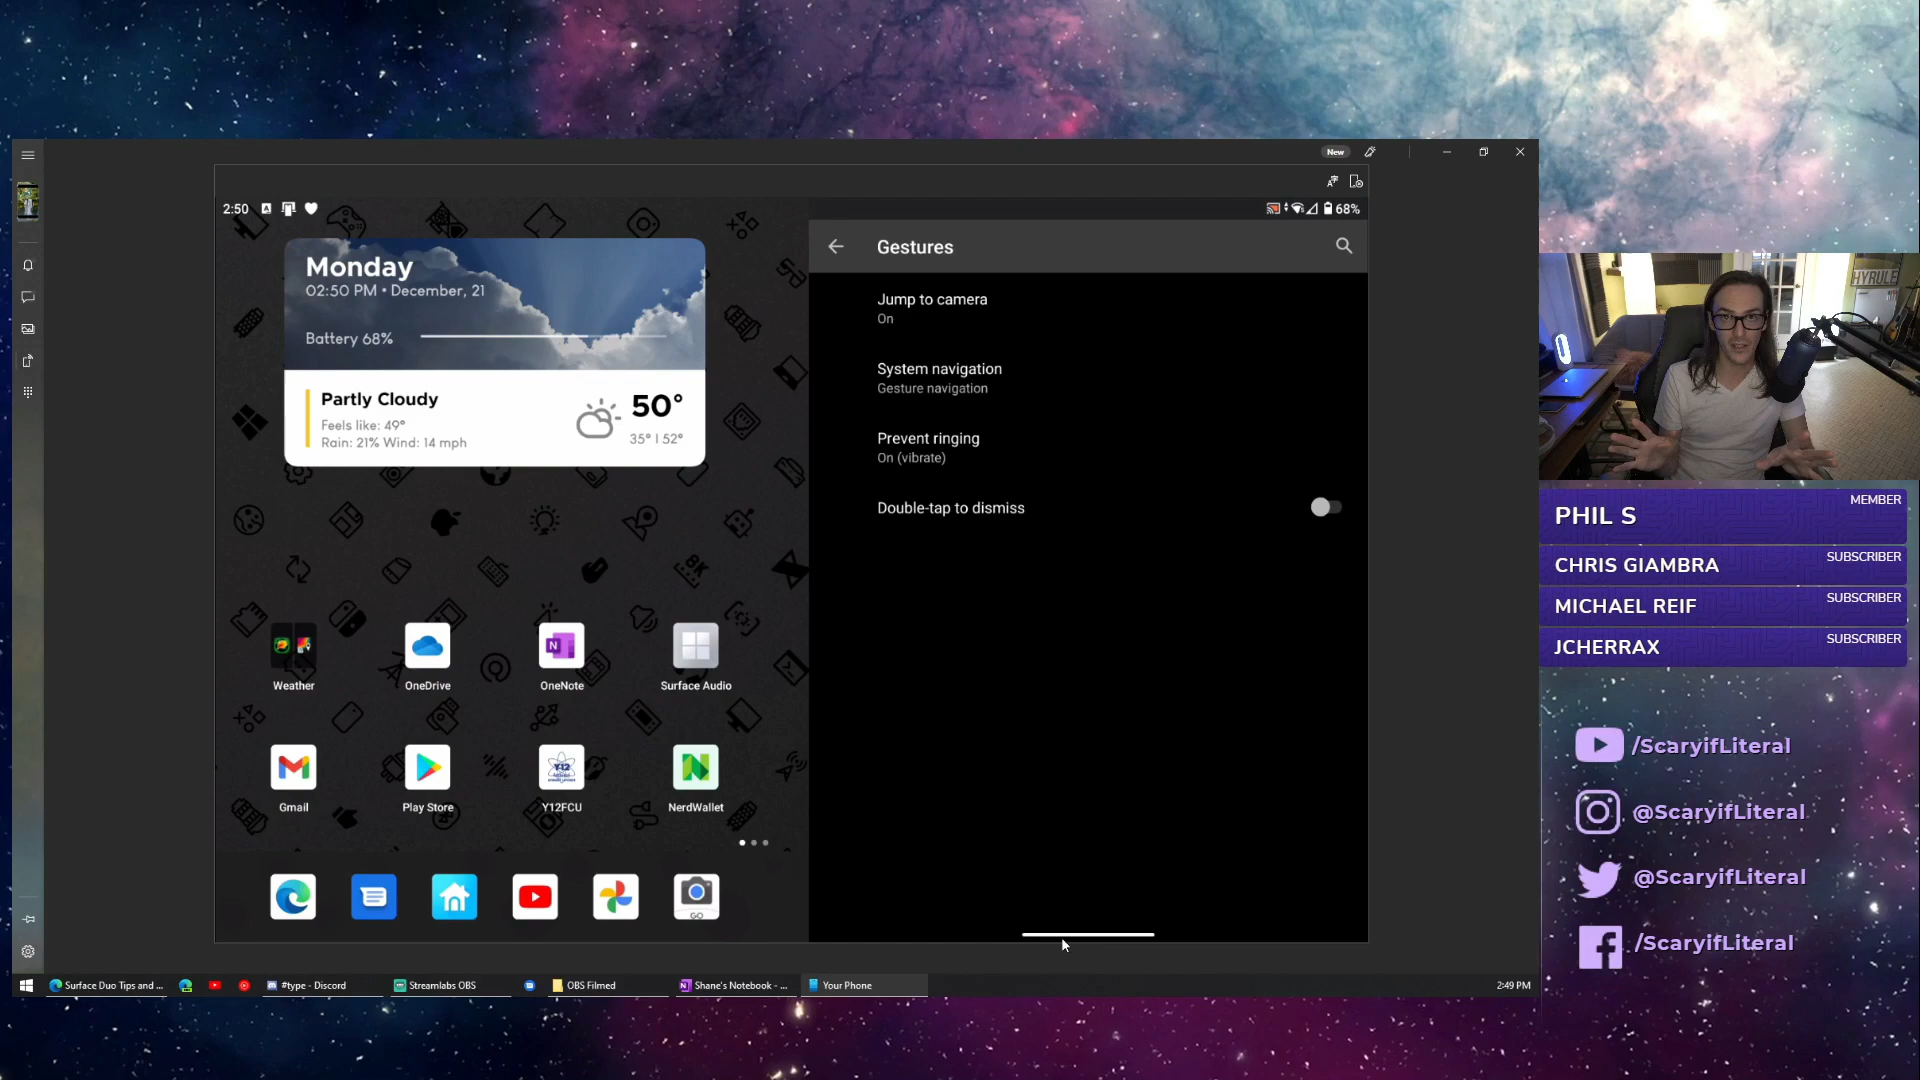 New
2:50
68%
Monday
02:50 PM • December, 21
Battery 68%
Partly Cloudy
Feels like: 49°
Rain: 21% Wind: 14 mph
50°
35° | 52°
Weather
OneDrive
OneNote
Surface Audio
Gmail
Play Store
Y12FCU
NerdWallet
GO
Gestures
Jump to camera
On
System navigation
Gesture navigation
Prevent ringing
On (vibrate)
Double-tap to dismiss
HYRULE
MEMBER
PHIL S
SUBSCRIBER
CHRIS GIAMBRA
SUBSCRIBER
MICHAEL REIF
SUBSCRIBER
JCHERRAX
/ScaryifLiteral
@ScaryifLiteral
@ScaryifLiteral
/ScaryifLiteral
Surface Duo Tips and ...
#type - Discord
Streamlabs OBS
OBS Filmed
Shane's Notebook - ...
Your Phone
2:49 PM